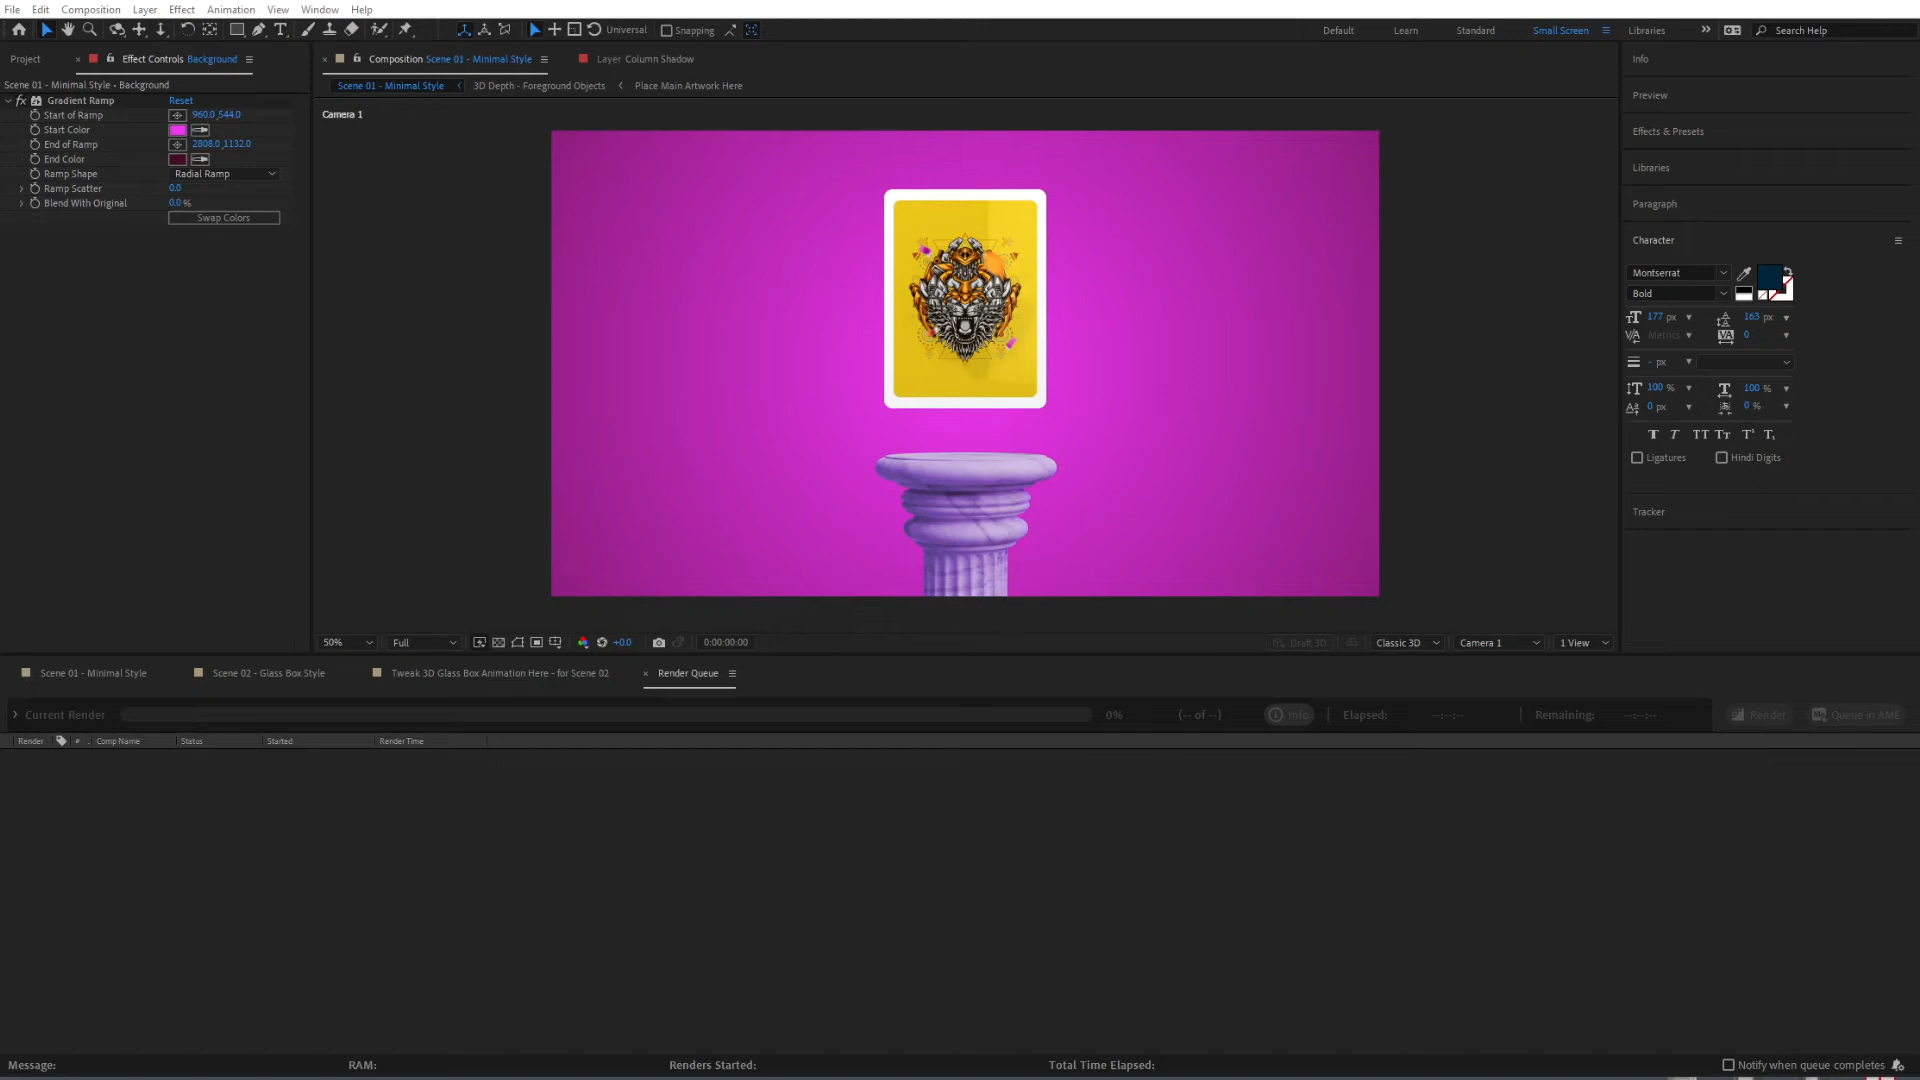 File Edit Composition Layer Effect Animation View Window Help
Universal Snapping Default Learn Standard Small Screen Libraries Search Help
Project Effect Controls Background Composition Scene 01 - Minimal Style Layer Column Shadow Info
Scene 01 - Minimal Style • Background Scene 01 - Minimal Style 3D Depth - Foreground Objects Place Main Artwork Here
Gradient Ramp Reset Preview
Start of Ramp 960.0,544.0 Camera 1
Start Color Effects & Presets
End of Ramp 2808.0,1132.0
End Color
Ramp Shape Radial Ramp Libraries
Ramp Scatter 0.0
Blend With Original 0.0 % Paragraph
Swap Colors
Character
Montserrat
Bold
177 px 163 px
Metrics 0
- px
100 % 100 %
0 px 0 %
Ligatures Hindi Digits
Tracker
50% Full +0.0 0:00:00:00 Draft 3D Classic 3D Camera 1 1 View
Scene 01 - Minimal Style Scene 02 - Glass Box Style Tweak 3D Glass Box Animation Here - for Scene 02 Render Queue
Current Render 0% (-- of --) Info Elapsed: --:--:-- Remaining: --:--:-- Render Queue in AME
Render # Comp Name Status Started Render Time
Message: RAM: Renders Started: Total Time Elapsed: Notify when queue completes